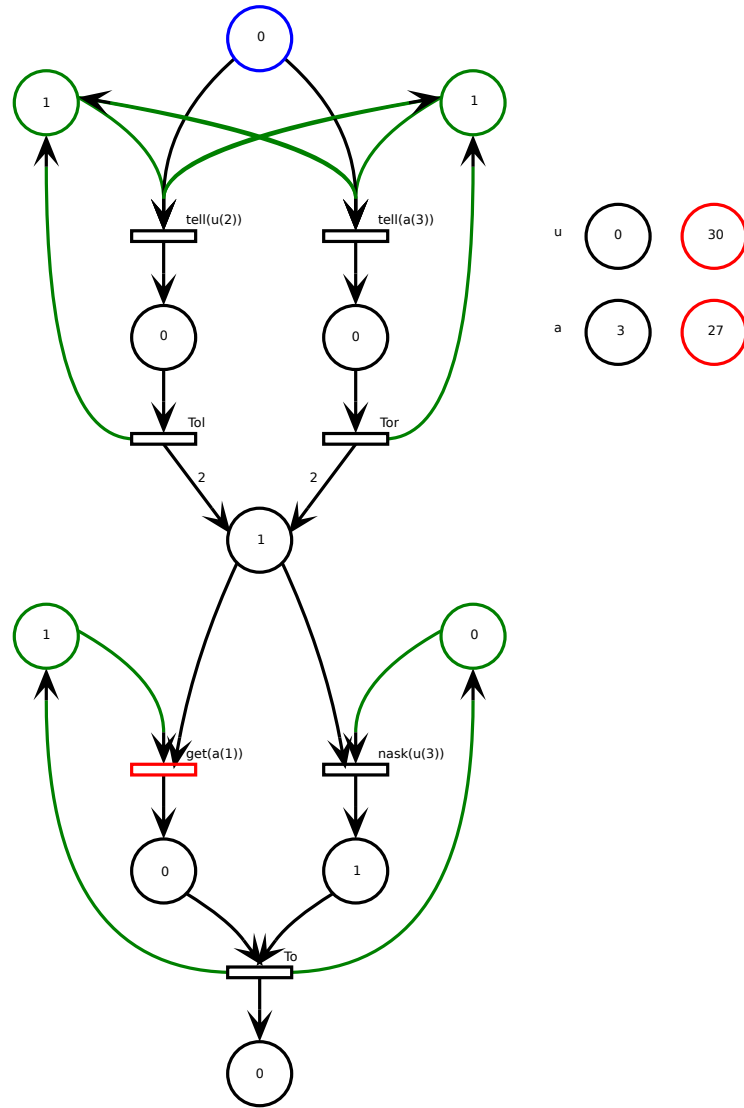 0
1
1
tell(u(2))
tell(a(3))
u
0
30
a
3
27
0
0
Tol
Tor
2
2
1
1
0
get(a(1))
nask(u(3))
0
1
To
0